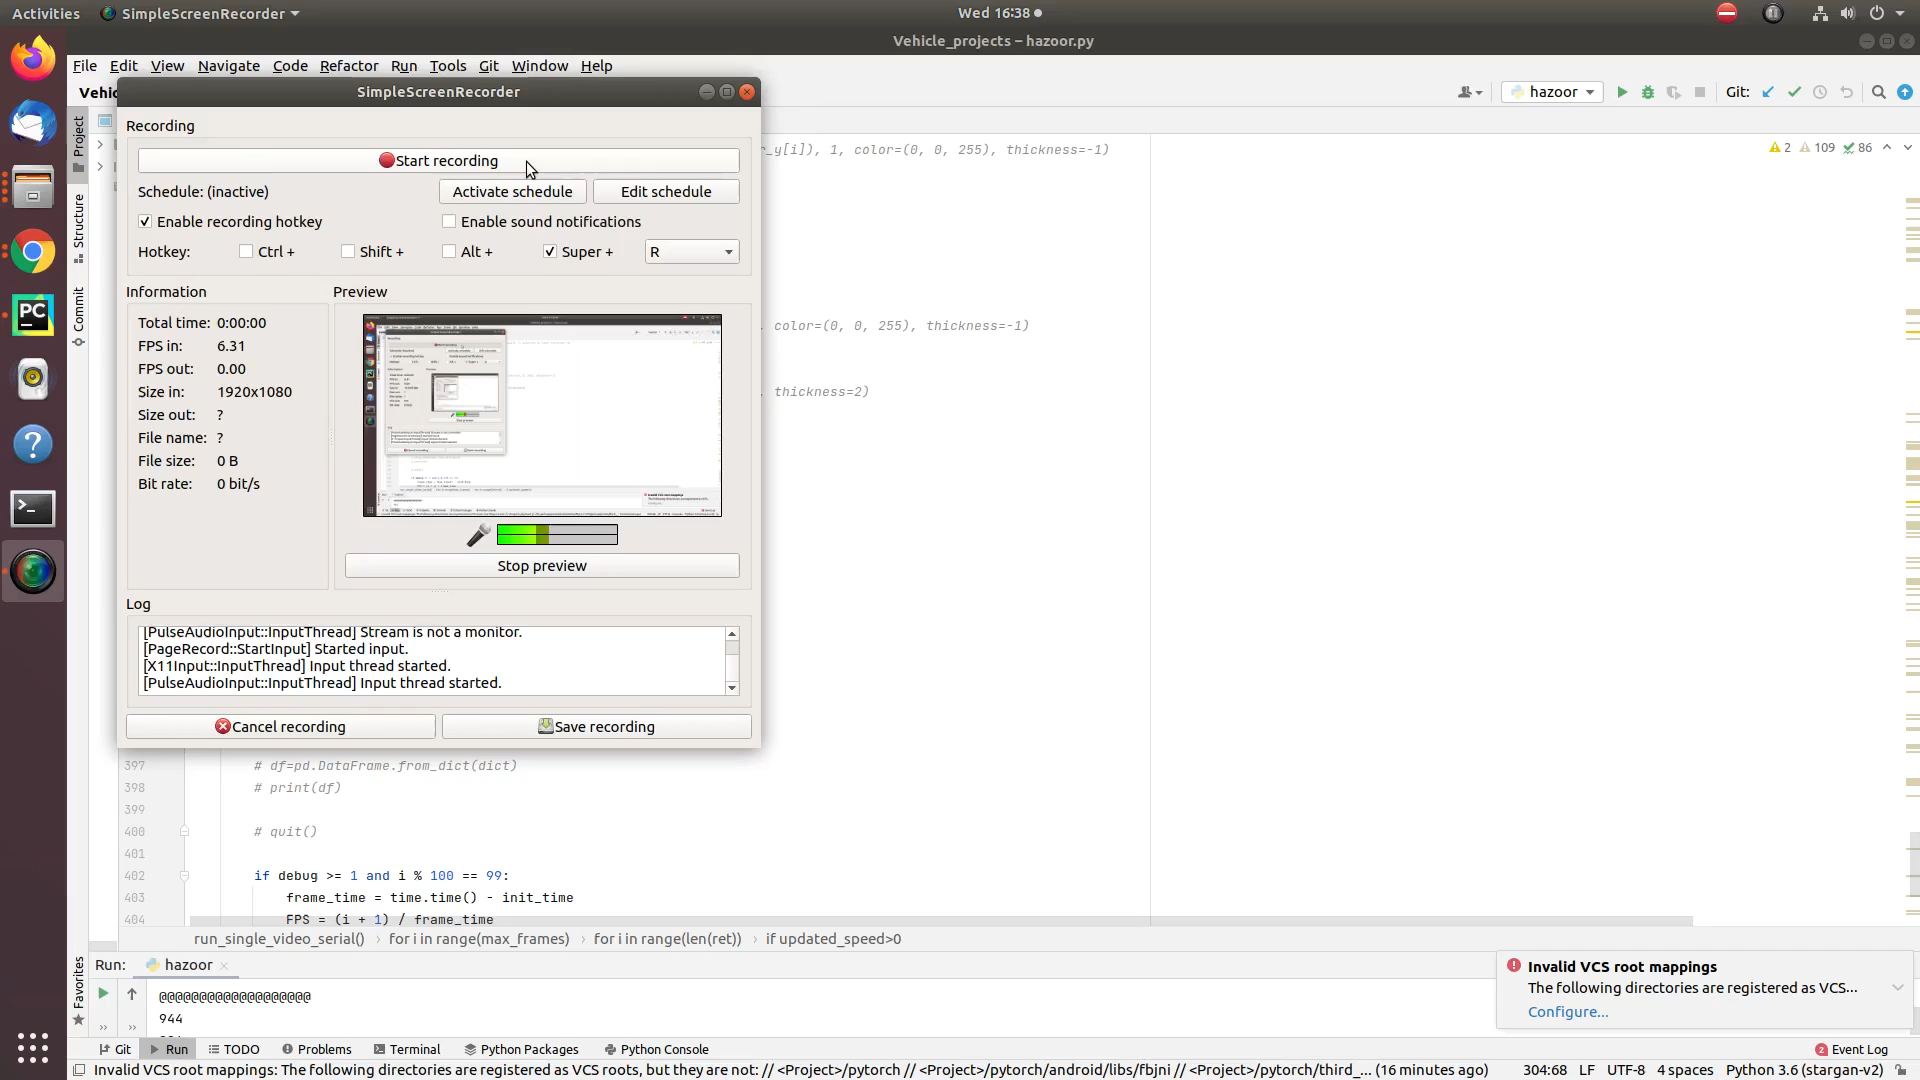 Activities SimpleScreenRecorder Wed 16:38
Vehicle_projects – hazoor.py
File Edit View Navigate Code Refactor Run Tools Git Window Help
hazoor Git:
SimpleScreenRecorder
Recording
Start recording
Schedule: (inactive) Activate schedule Edit schedule
Enable recording hotkey Enable sound notifications
Hotkey: Ctrl + Shift + Alt + Super + R
Information Preview
Total time: 0:00:00
FPS in: 6.31
FPS out: 0.00
Size in: 1920x1080
Size out: ?
File name: ?
File size: 0 B
Bit rate: 0 bit/s
Stop preview
Log
[PulseAudioInput::InputThread] Stream is not a monitor.
[PageRecord::StartInput] Started input.
[X11Input::InputThread] Input thread started.
[PulseAudioInput::InputThread] Input thread started.
Cancel recording Save recording
Project
Structure
Commit
Favorites
r_y[i]), 1, color=(0, 0, 255), thickness=-1)
2 109 86
, color=(0, 0, 255), thickness=-1)
, thickness=2)
397 # df=pd.DataFrame.from_dict(dict)
398 # print(df)
399
400 # quit()
401
402 if debug >= 1 and i % 100 == 99:
403 frame_time = time.time() - init_time
404 FPS = (i + 1) / frame_time
run_single_video_serial() › for i in range(max_frames) › for i in range(len(ret)) › if updated_speed>0
Run: hazoor
@@@@@@@@@@@@@@@@@@@
944
Invalid VCS root mappings
The following directories are registered as VCS...
Configure...
Git Run TODO Problems Terminal Python Packages Python Console 2 Event Log
Invalid VCS root mappings: The following directories are registered as VCS roots, but they are not: // <Project>/pytorch // <Project>/pytorch/android/libs/fbjni // <Project>/pytorch/third_... (16 minutes ago) 304:68 LF UTF-8 4 spaces Python 3.6 (stargan-v2)